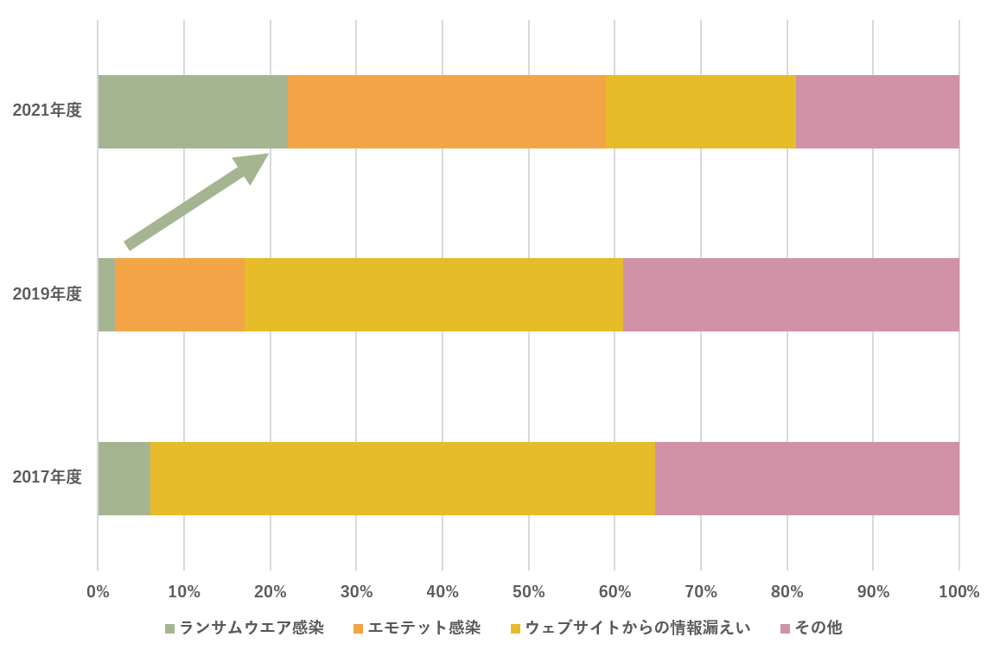 2021年度
2019年度
2017年度
0% 10% 20% 30% 40% 50% 60% 70% 80% 90% 100%
ランサムウエア感染 エモテット感染 ウェブサイトからの情報漏えい その他